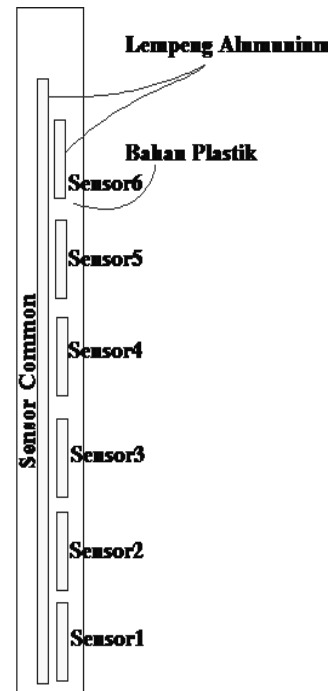 Lempeng Alumunium
Bahan Plastik
Sensor6
Sensor5
Sensor4
Sensor Common
Sensor3
Sensor2
Sensor1